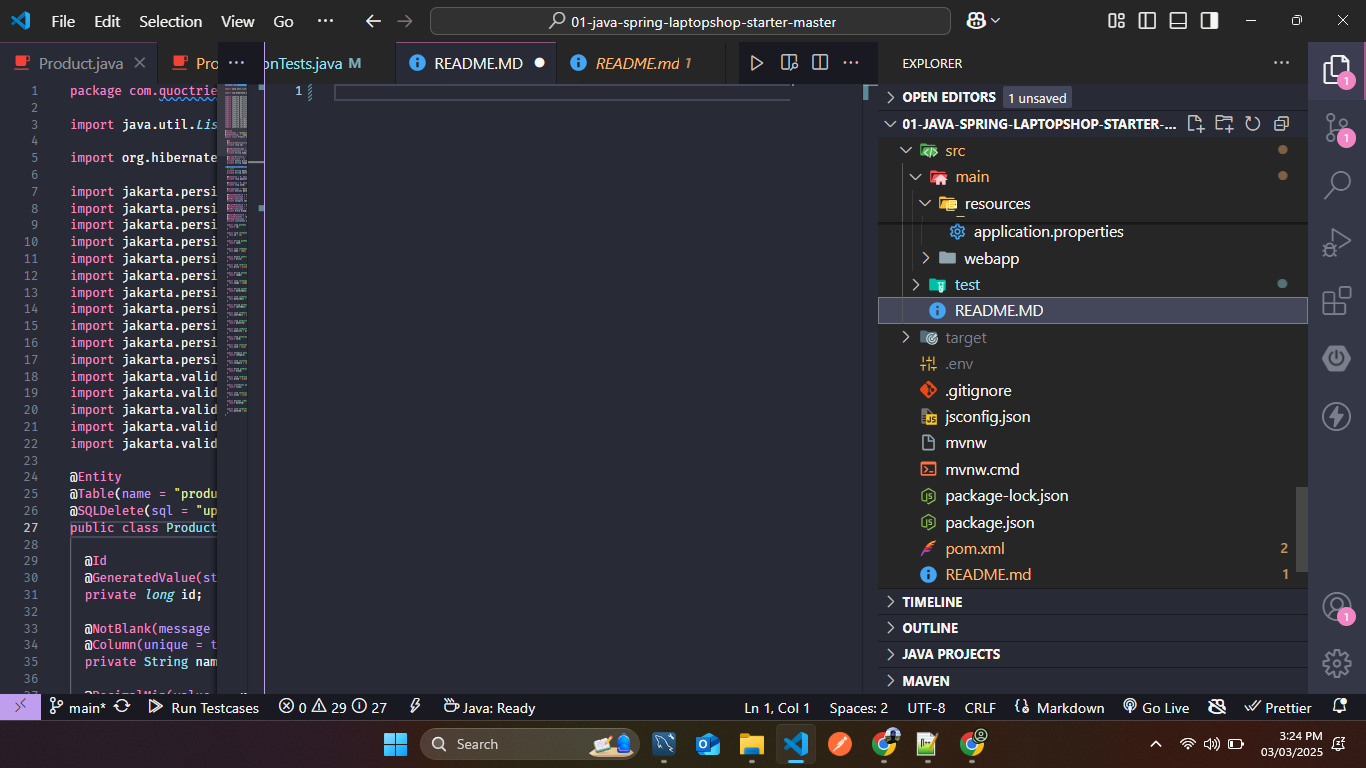 File Edit Selection View Go ··· 01-java-spring-laptopshop-starter-master
Product.java Pro ··· onTests.java M README.MD README.md 1 ···
1 package com.quoctrie
2
3 import java.util.Lis
4
5 import org.hibernate
6
7 import jakarta.persi
8 import jakarta.persi
9 import jakarta.persi
10 import jakarta.persi
11 import jakarta.persi
12 import jakarta.persi
13 import jakarta.persi
14 import jakarta.persi
15 import jakarta.persi
16 import jakarta.persi
17 import jakarta.persi
18 import jakarta.valid
19 import jakarta.valid
20 import jakarta.valid
21 import jakarta.valid
22 import jakarta.valid
23
24 @Entity
25 @Table(name = "produ
26 @SQLDelete(sql = "up
27 public class Product
28
29 @Id
30 @GeneratedValue(st
31 private long id;
32
33 @NotBlank(message
34 @Column(unique = t
35 private String nam
36
1
EXPLORER ···
OPEN EDITORS 1 unsaved
01-JAVA-SPRING-LAPTOPSHOP-STARTER-...
src
main
resources
application.properties
webapp
test
README.MD
target
.env
.gitignore
jsconfig.json
mvnw
mvnw.cmd
package-lock.json
package.json
pom.xml 2
README.md 1
TIMELINE
OUTLINE
JAVA PROJECTS
MAVEN
1
1
1
main* Run Testcases 0 29 27 Java: Ready Ln 1, Col 1 Spaces: 2 UTF-8 CRLF Markdown Go Live Prettier
Search
3:24 PM
03/03/2025